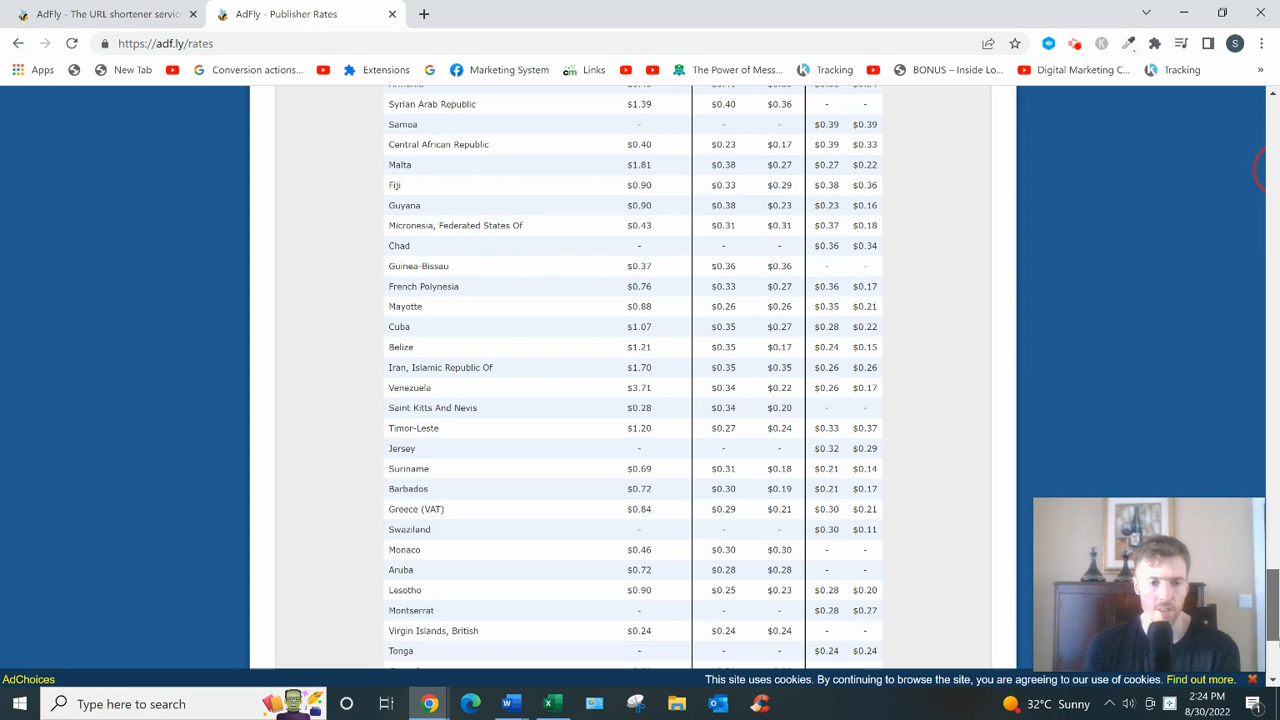 AdFly - The URL shortener servic
AdFly - Publisher Rates
https://adf.ly/rates
S
Apps
New Tab
Conversion actions...
Extensions
Marketing System
Links
The Power of Mess...
Tracking
BONUS – Inside Lo...
Digital Marketing C...
Tracking
Syrian Arab Republic $1.39 $0.40 $0.36 - -
Samoa - - - $0.39 $0.39
Central African Republic $0.40 $0.23 $0.17 $0.39 $0.33
Malta $1.81 $0.38 $0.27 $0.27 $0.22
Fiji $0.90 $0.33 $0.29 $0.38 $0.36
Guyana $0.90 $0.38 $0.23 $0.23 $0.16
Micronesia, Federated States Of $0.43 $0.31 $0.31 $0.37 $0.18
Chad - - - $0.36 $0.34
Guinea-Bissau $0.37 $0.36 $0.36 - -
French Polynesia $0.76 $0.33 $0.27 $0.36 $0.17
Mayotte $0.88 $0.26 $0.26 $0.35 $0.21
Cuba $1.07 $0.35 $0.27 $0.28 $0.22
Belize $1.21 $0.35 $0.17 $0.24 $0.15
Iran, Islamic Republic Of $1.70 $0.35 $0.35 $0.26 $0.26
Venezuela $3.71 $0.34 $0.22 $0.26 $0.17
Saint Kitts And Nevis $0.28 $0.34 $0.20 - -
Timor-Leste $1.20 $0.27 $0.24 $0.33 $0.37
Jersey - - - $0.32 $0.29
Suriname $0.69 $0.31 $0.18 $0.21 $0.14
Barbados $0.72 $0.30 $0.19 $0.21 $0.17
Greece (VAT) $0.84 $0.29 $0.21 $0.30 $0.21
Swaziland - - - $0.30 $0.11
Monaco $0.46 $0.30 $0.30 - -
Aruba $0.72 $0.28 $0.28 - -
Lesotho $0.90 $0.25 $0.23 $0.28 $0.20
Montserrat - - - $0.28 $0.27
Virgin Islands, British $0.24 $0.24 $0.24 - -
Tonga - - - $0.24 $0.24
AdChoices
This site uses cookies. By continuing to browse the site, you are agreeing to our use of cookies. Find out more.
Type here to search
32°C Sunny
2:24 PM
8/30/2022
1